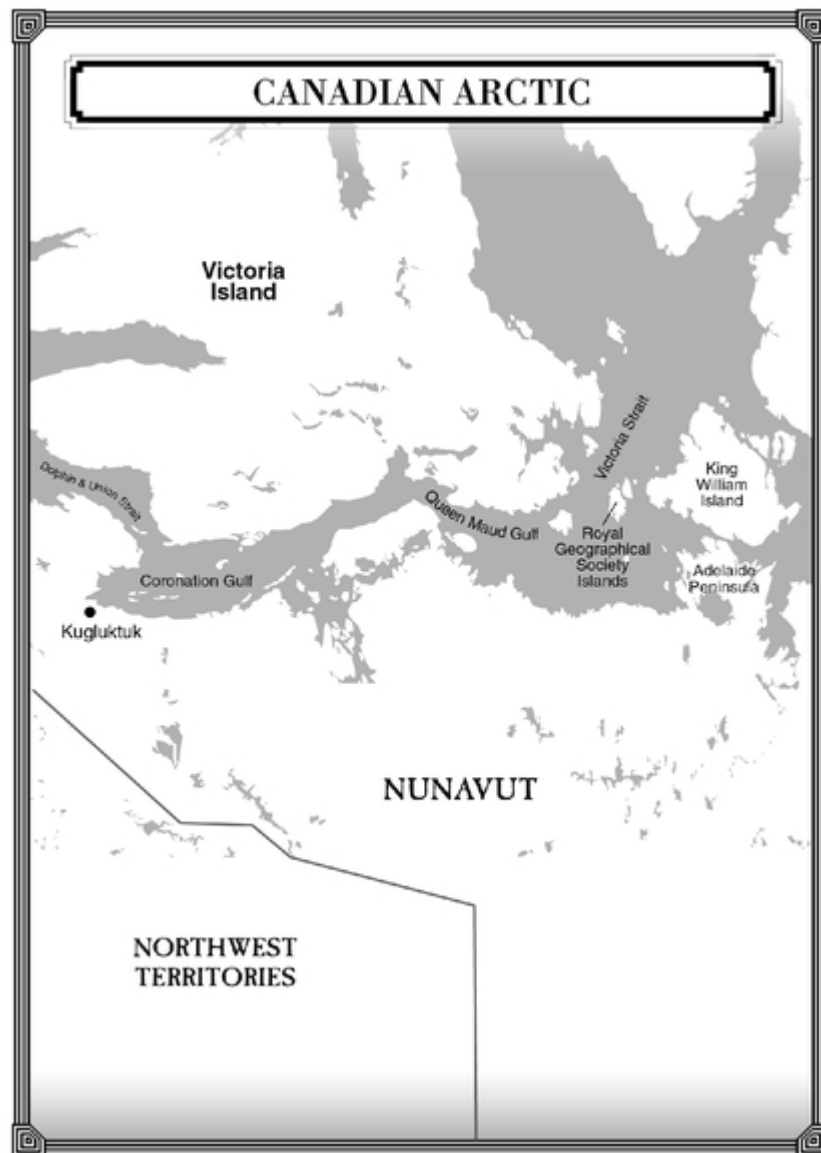 CANADIAN ARCTIC
Victoria
Island
Victoria Strait
Dolphin & Union Strait
King
William
Island
Queen Maud Gulf
Royal
Geographical
Society
Islands
Adelaide
Peninsula
Coronation Gulf
Kugluktuk
NUNAVUT
NORTHWEST
TERRITORIES